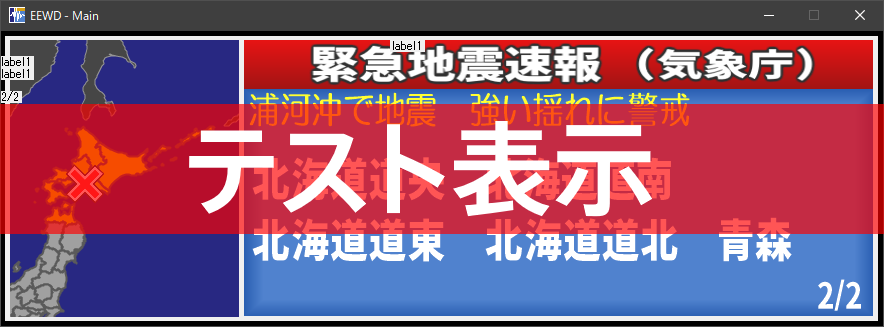 EEWD - Main
label1
緊急地震速報（気象庁）
label1
label1
2/2
浦河沖で地震　強い揺れに警戒
テスト表示
北海道道央　北海道道南
北海道道東　北海道道北　青森
2/2